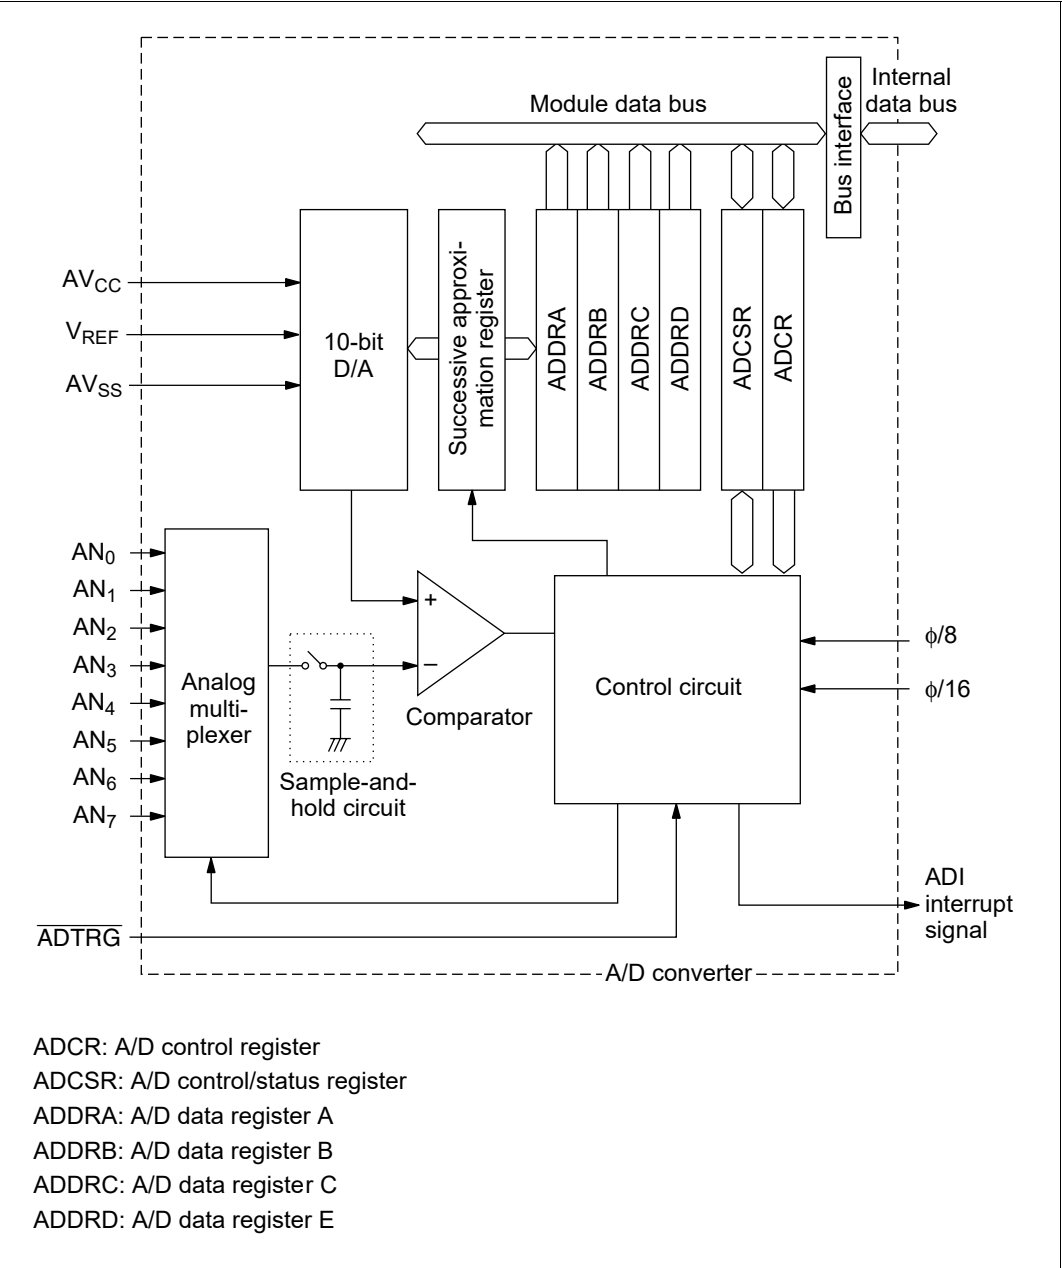 Module data bus
Internal
data bus
Bus interface
AVCC
VREF
AVSS
10-bit
D/A
Successive approxi-
mation register
ADDRA
ADDRB
ADDRC
ADDRD
ADCSR
ADCR
AN0
AN1
AN2
AN3
AN4
AN5
AN6
AN7
Analog
multi-
plexer
+
−
Comparator
Sample-and-
hold circuit
Control circuit
ϕ/8
ϕ/16
ADI
interrupt
signal
ADTRG
A/D converter
ADCR: A/D control register
ADCSR: A/D control/status register
ADDRA: A/D data register A
ADDRB: A/D data register B
ADDRC: A/D data register C
ADDRD: A/D data register E